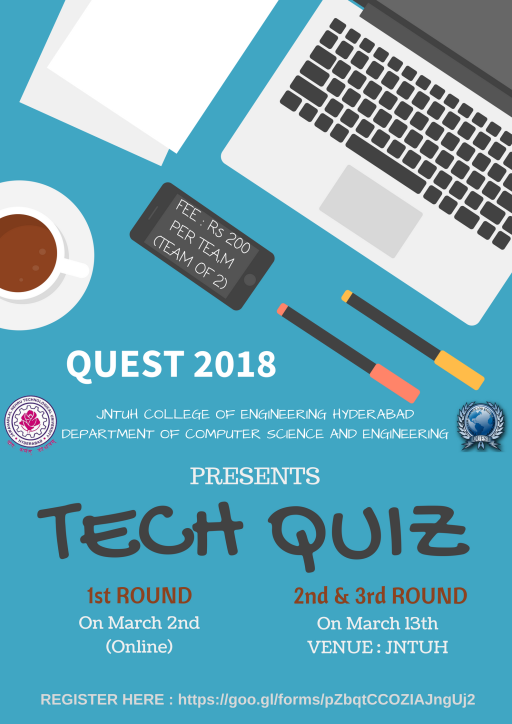 FEE : Rs 200
PER TEAM
(TEAM OF 2)
QUEST 2018
JNTUH COLLEGE OF ENGINEERING HYDERABAD
DEPARTMENT OF COMPUTER SCIENCE AND ENGINEERING
PRESENTS
TECH QUIZ
1st ROUND
On March 2nd
(Online)
2nd & 3rd ROUND
On March 13th
VENUE : JNTUH
REGISTER HERE : https://goo.gl/forms/pZbqtCCOZIAJngUj2